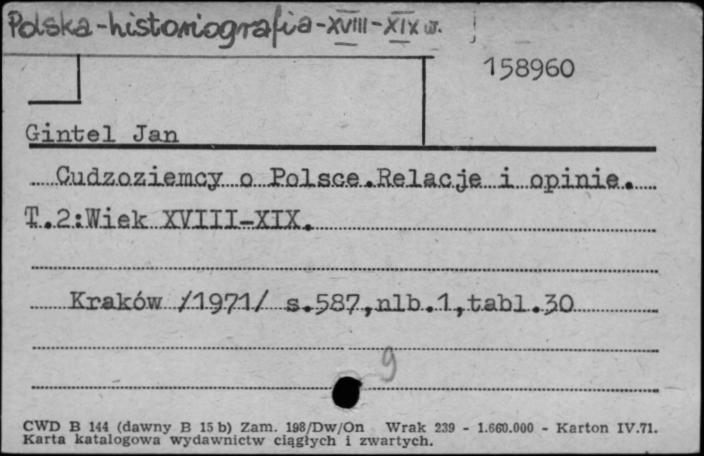 Polska-historiografia-XVIII-XIX w.
158960
Gintel Jan
Cudzoziemcy o Polsce.Relacje i opinie.
T.2:Wiek XVIII-XIX.
Kraków /1971/ s.587,nlb.1,tabl.30
9
CWD B 144 (dawny B 15 b) Zam. 198/Dw/On Wrak 239 - 1.660.000 - Karton IV.71.
Karta katalogowa wydawnictw ciągłych i zwartych.